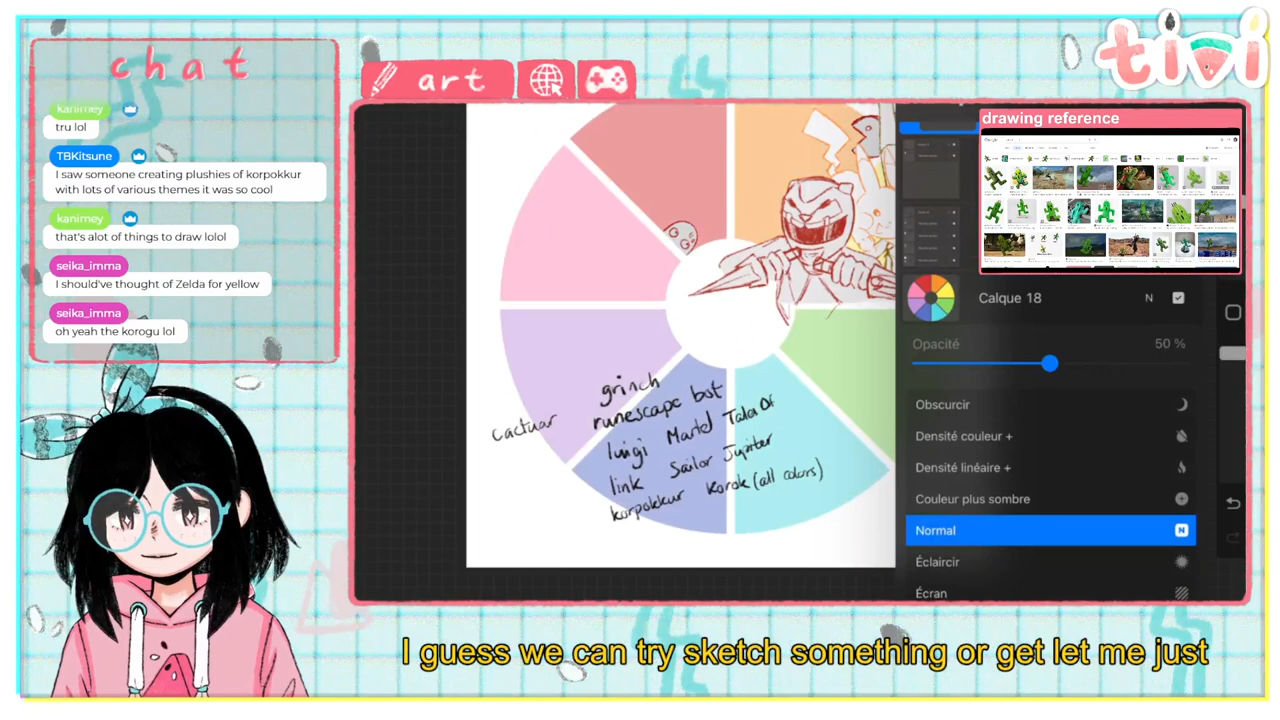 chat
kanimey
tru lol
TBKitsune
I saw someone creating plushies of korpokkur
with lots of various themes it was so cool
kanimey
that's alot of things to draw lolol
seika_imma
I should've thought of Zelda for yellow
seika_imma
oh yeah the korogu lol
art
tivi
drawing reference
Calque 18
N
Opacité
50 %
Obscurcir
Densité couleur +
Densité linéaire +
Couleur plus sombre
Normal
N
Éclaircir
Écran
grinch
cactuar
runescape bot
luigi
link Sailor Jupiter
korpokkur Korok (all colors)
I guess we can try sketch something or get let me just